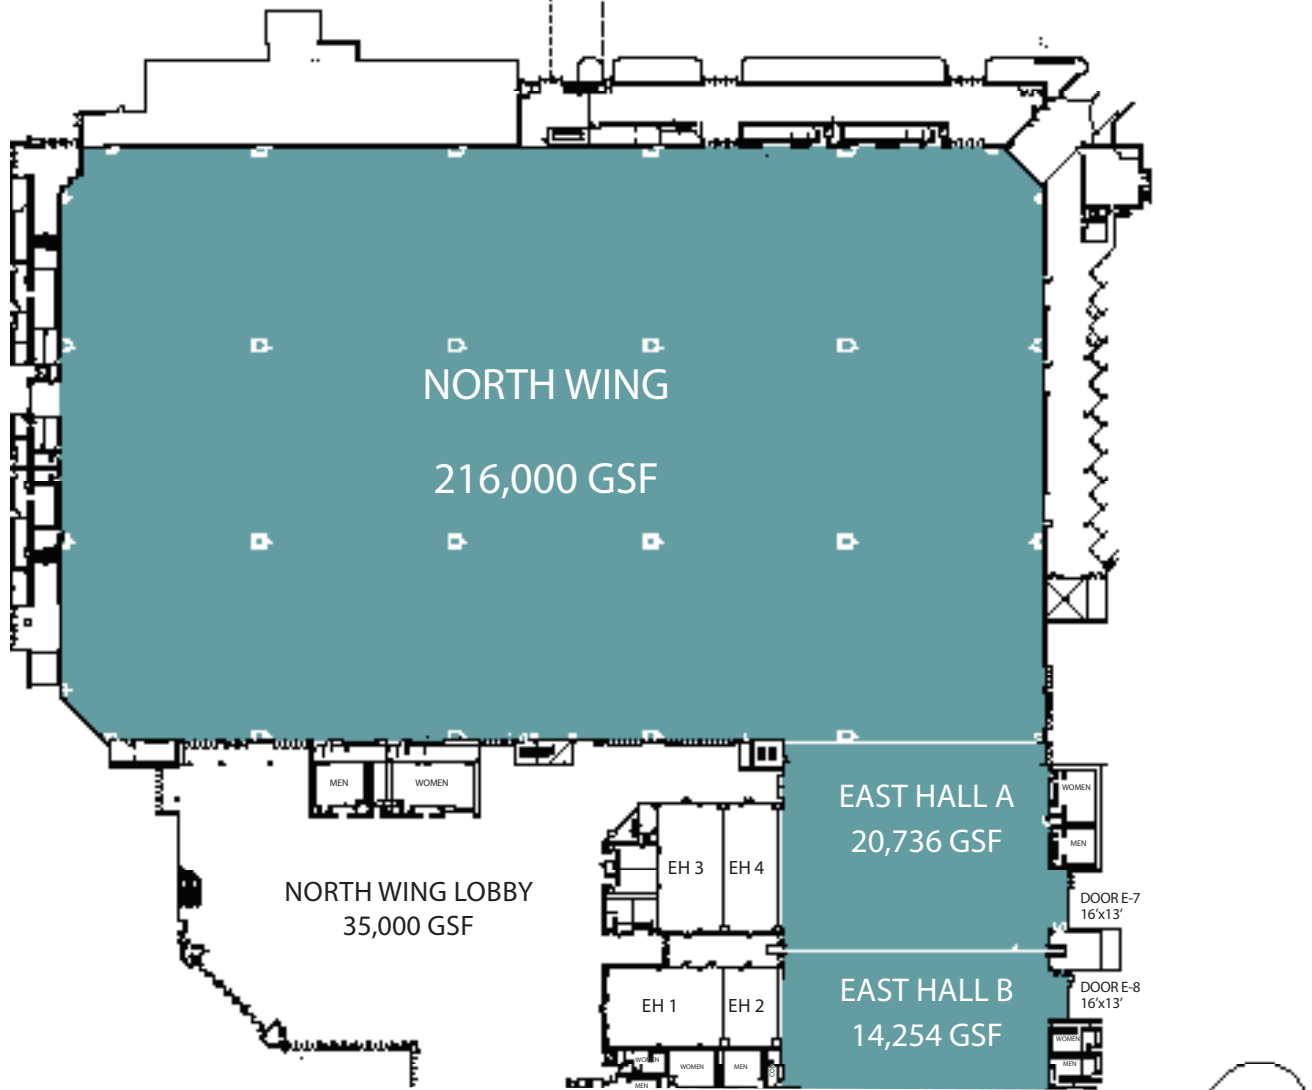 NORTH WING
216,000 GSF
MEN
WOMEN
EAST HALL A
20,736 GSF
WOMEN
MEN
EH 3
EH 4
NORTH WING LOBBY
35,000 GSF
DOOR E-7
16'x13'
EAST HALL B
14,254 GSF
DOOR E-8
16'x13'
EH 1
EH 2
WOMEN
MEN
WOMEN
WOMEN
MEN
MEN